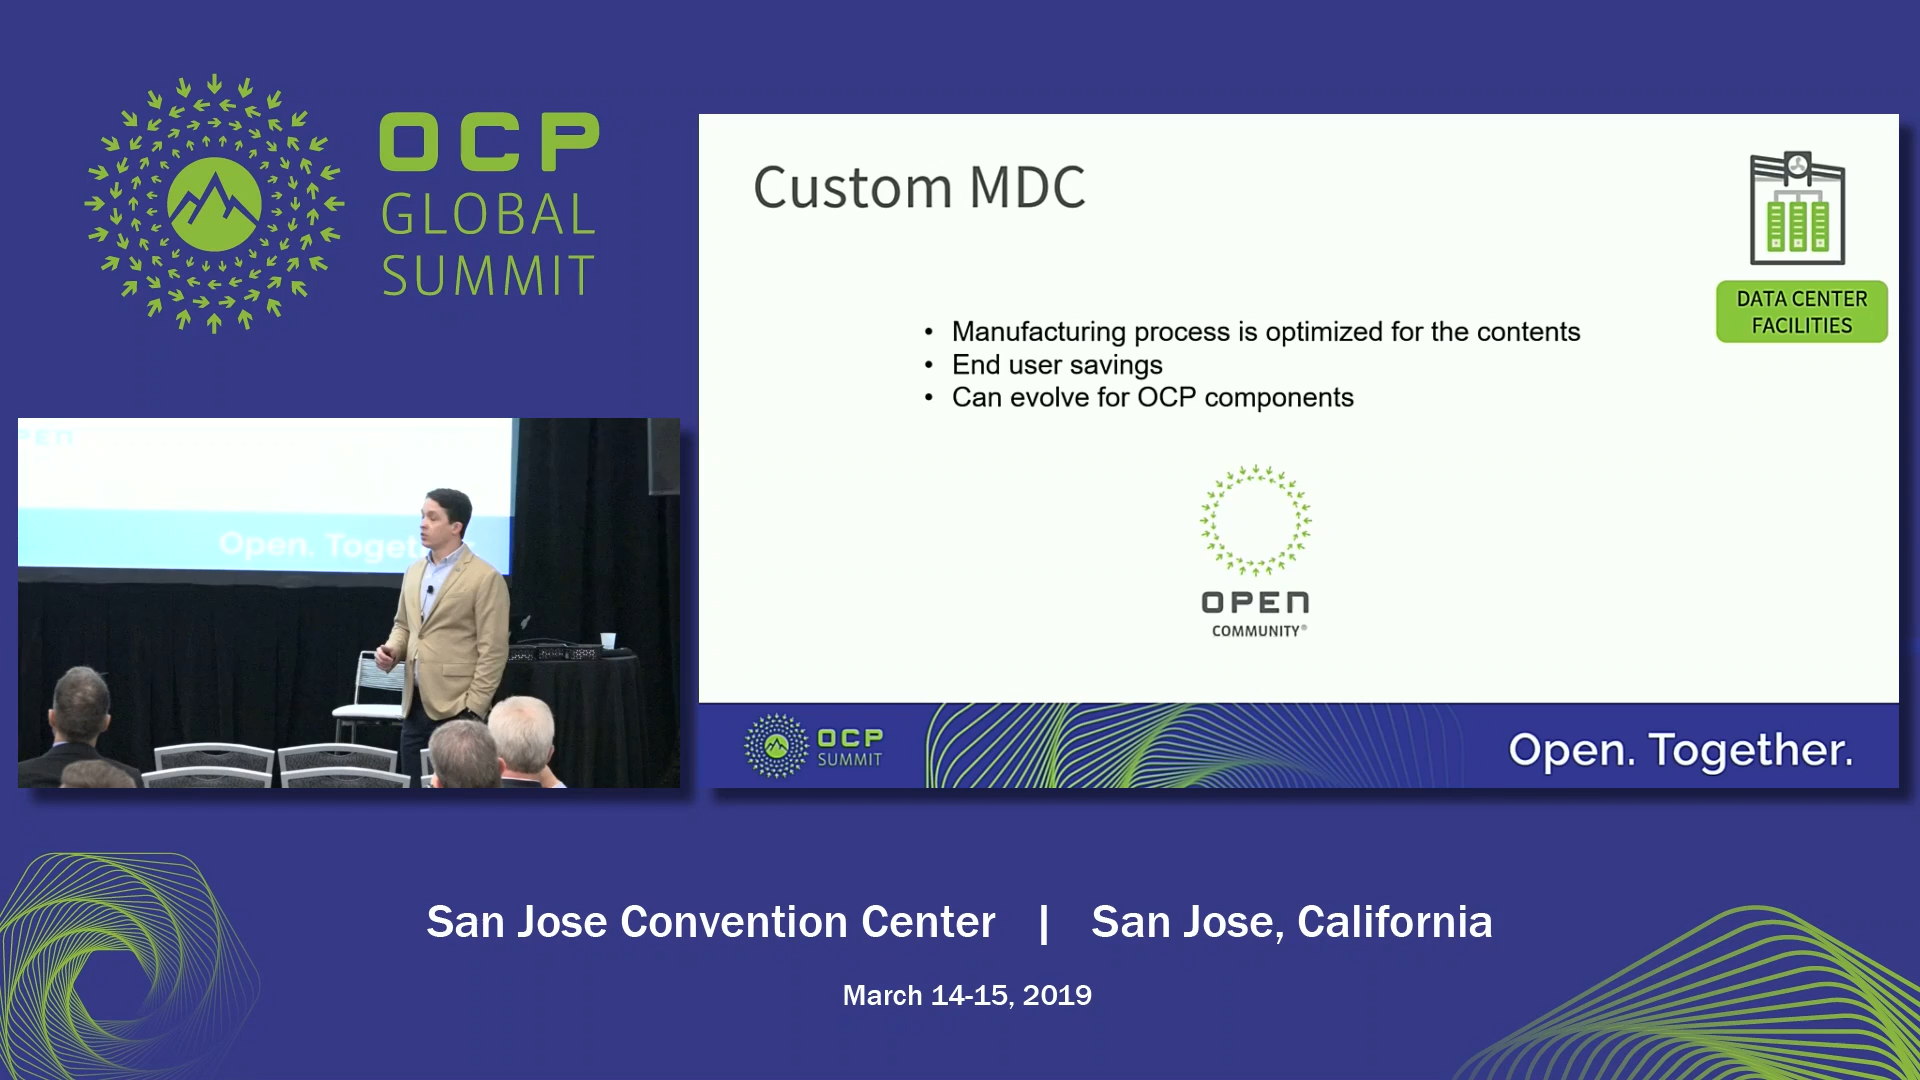 OCP
GLOBAL
SUMMIT
Custom MDC
DATA CENTER
FACILITIES
• Manufacturing process is optimized for the contents
• End user savings
• Can evolve for OCP components
OPEN
COMMUNITY®
OCP
SUMMIT
Open. Together.
PEN
Open. Toget
San Jose Convention Center | San Jose, California
March 14-15, 2019